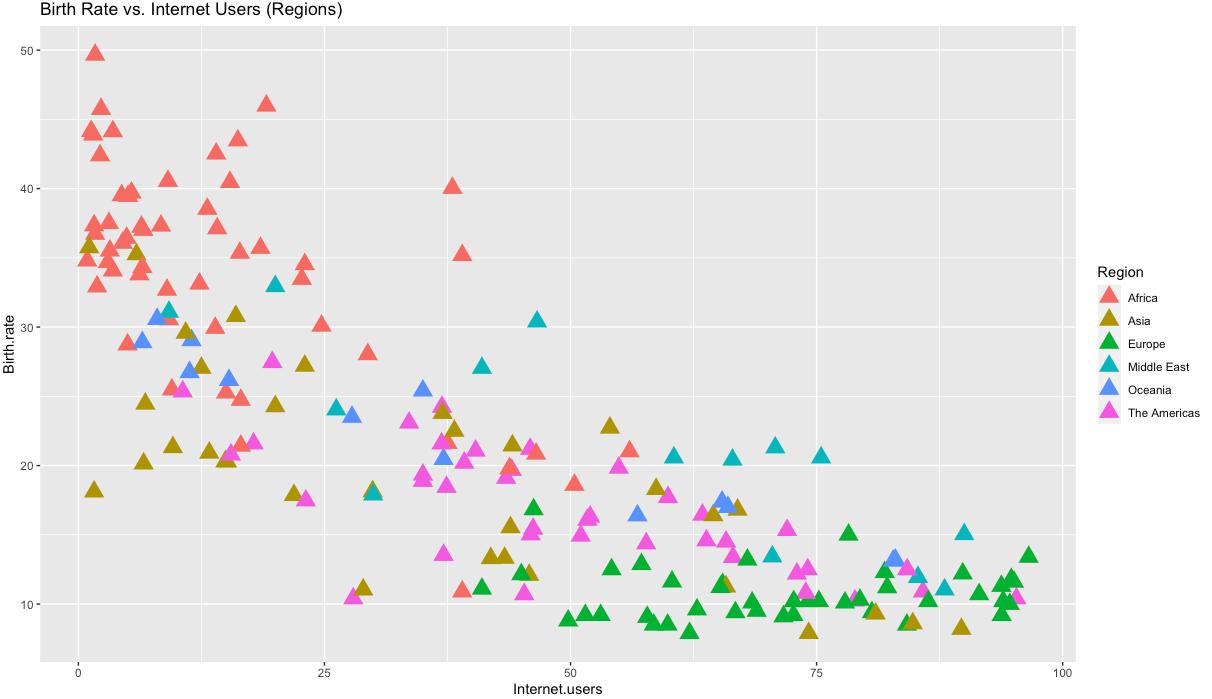 Birth Rate vs. Internet Users (Regions)
50
40
30
20
10
Birth.rate
0 25 50 75 100
Internet.users
Region
Africa
Asia
Europe
Middle East
Oceania
The Americas